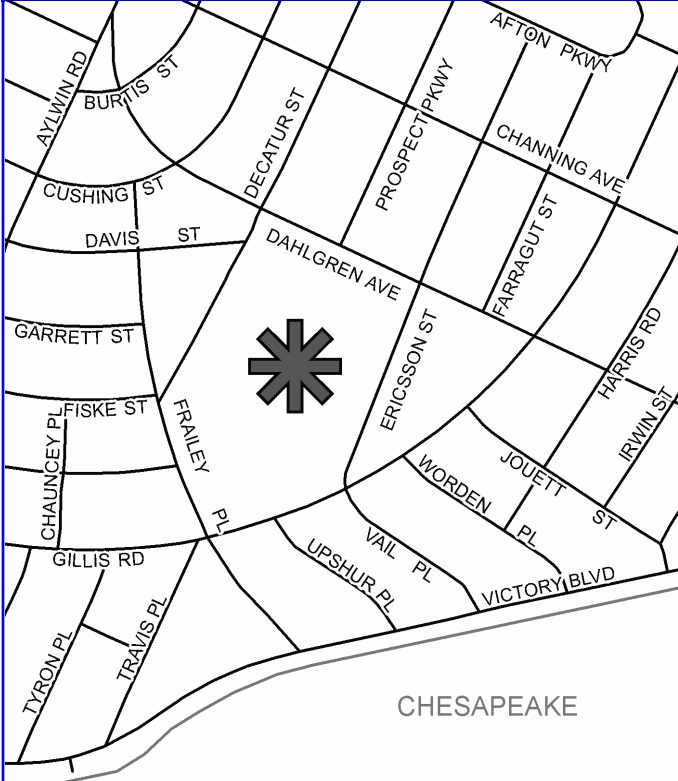 AFTON PKWY
AYLWIN RD
BURTIS ST
DECATUR ST
PROSPECT PKWY
CHANNING AVE
CUSHING ST
DAVIS ST
DAHLGREN AVE
FARRAGUT ST
GARRETT ST
ERICSSON ST
HARRIS RD
FISKE ST
IRWIN ST
CHAUNCEY PL
FRAILEY PL
WORDEN PL
JOUETT ST
VAIL PL
GILLIS RD
UPSHUR PL
VICTORY BLVD
TYRON PL
TRAVIS PL
CHESAPEAKE